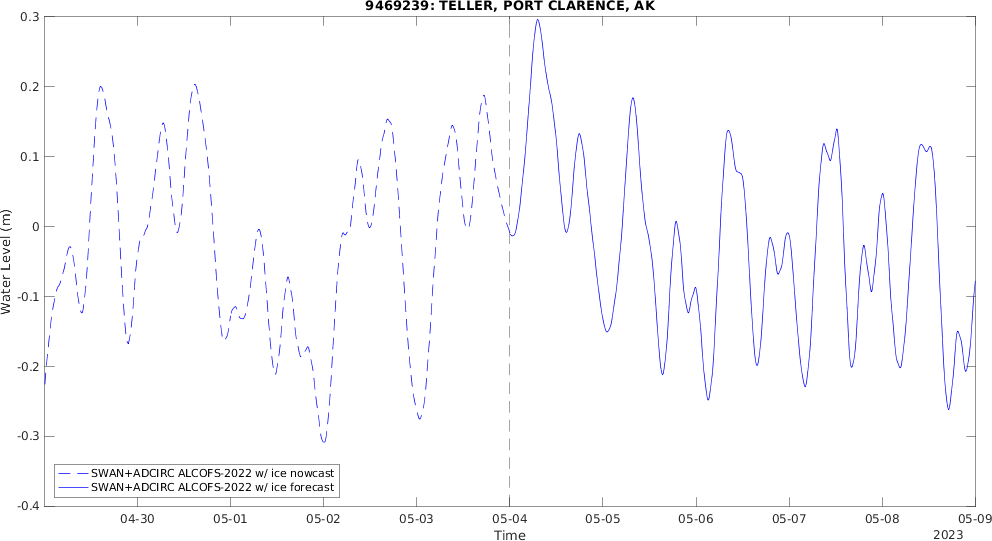 9469239: TELLER, PORT CLARENCE, AK
Water Level (m)
0.3
0.2
0.1
0
-0.1
-0.2
-0.3
-0.4
SWAN+ADCIRC ALCOFS-2022 w/ ice nowcast
SWAN+ADCIRC ALCOFS-2022 w/ ice forecast
04-30 05-01 05-02 05-03 05-04 05-05 05-06 05-07 05-08 05-09
Time
2023